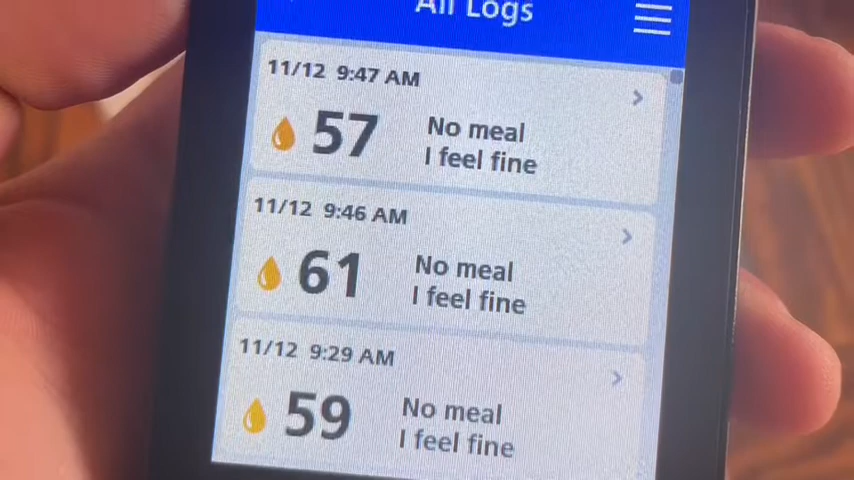 All Logs
11/12 9:47 AM
57
No meal
I feel fine
11/12 9:46 AM
61
No meal
I feel fine
11/12 9:29 AM
59
No meal
I feel fine